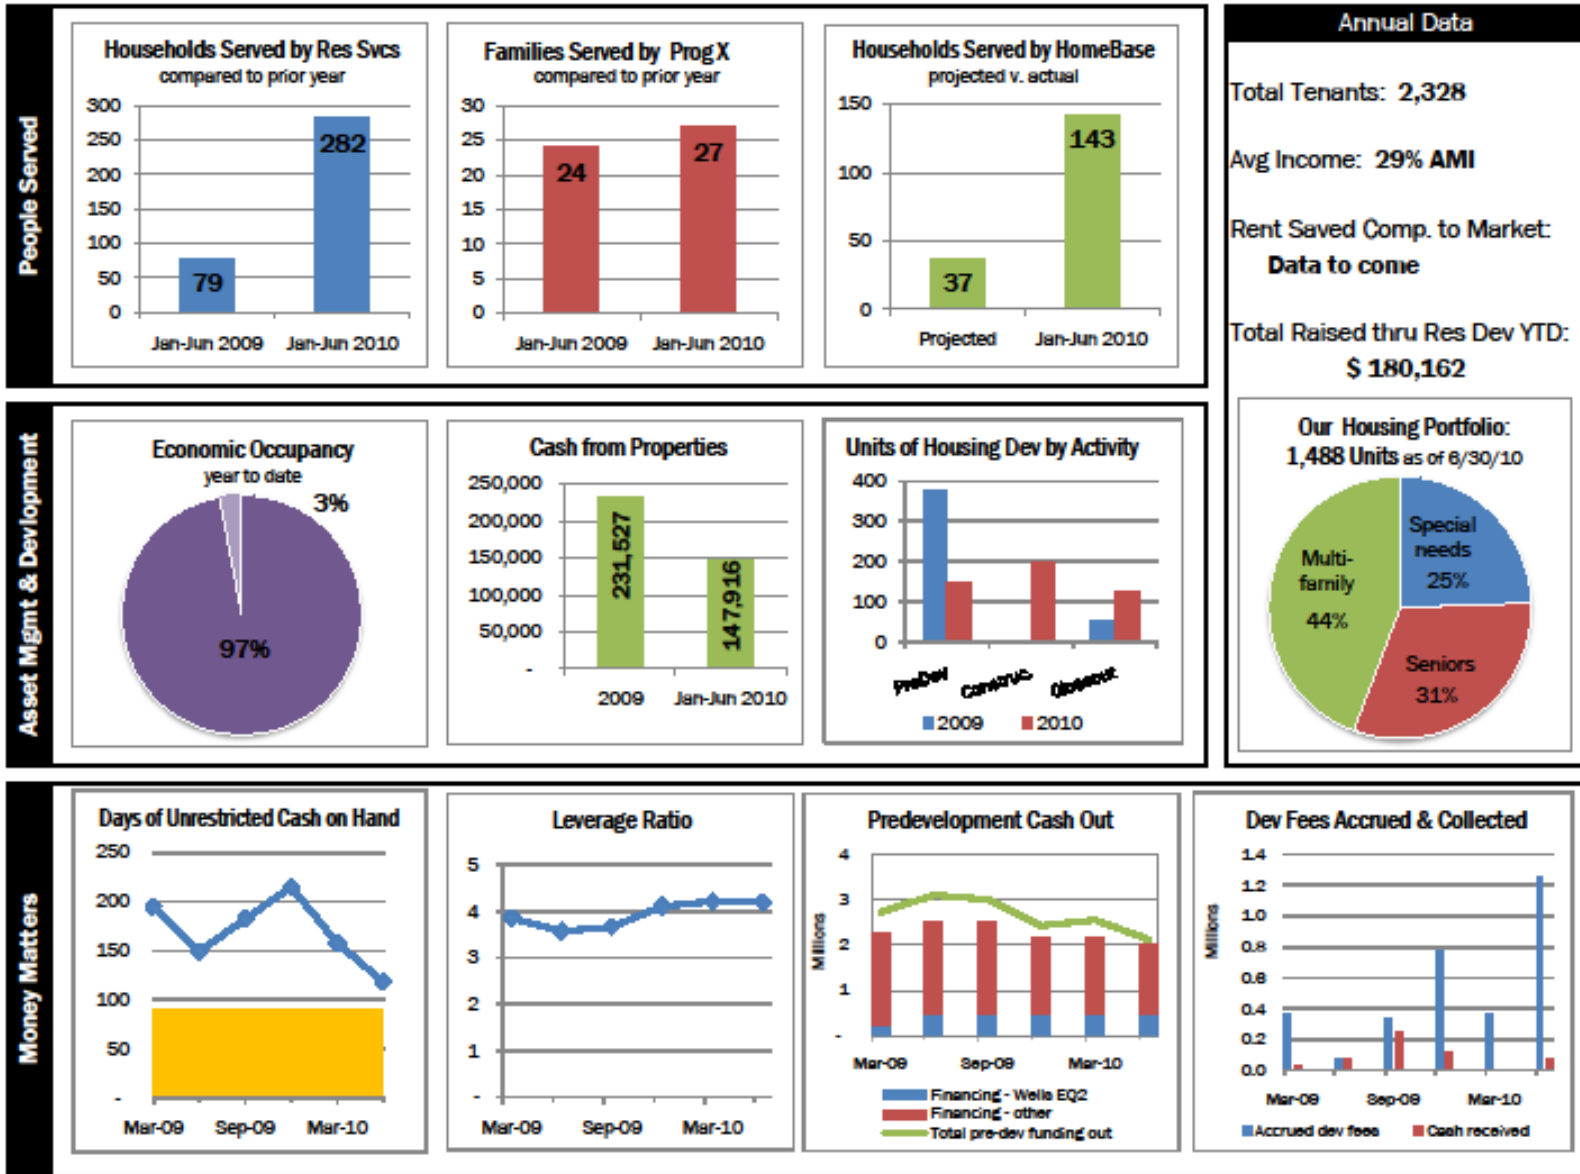 People Served
Households Served by Res Svcs
compared to prior year
300
250
200
150
100
50
0
79
282
Jan-Jun 2009 Jan-Jun 2010
Families Served by Prog X
compared to prior year
30
25
20
15
10
5
0
24
27
Jan-Jun 2009 Jan-Jun 2010
Households Served by HomeBase
projected v. actual
150
100
50
0
37
143
Projected Jan-Jun 2010
Annual Data
Total Tenants: 2,328
Avg Income: 29% AMI
Rent Saved Comp. to Market:
Data to come
Total Raised thru Res Dev YTD:
$ 180,162
Our Housing Portfolio:
1,488 Units as of 6/30/10
Special
needs
25%
Multi-
family
44%
Seniors
31%
Asset Mgmt & Devlopment
Economic Occupancy
year to date
3%
97%
Cash from Properties
250,000
200,000
150,000
100,000
50,000
-
231,527
147,916
2009 Jan-Jun 2010
Units of Housing Dev by Activity
400
300
200
100
0
PreDev Construc. Closeout
2009 2010
Money Matters
Days of Unrestricted Cash on Hand
250
200
150
100
50
-
Mar-09 Sep-09 Mar-10
Leverage Ratio
5
4
3
2
1
-
Mar-09 Sep-09 Mar-10
Predevelopment Cash Out
Millions
4
3
2
1
-
Mar-09 Sep-09 Mar-10
Financing - Wells EQ2
Financing - other
Total pre-dev funding out
Dev Fees Accrued & Collected
Millions
1.4
1.2
1.0
0.8
0.6
0.4
0.2
0.0
Mar-09 Sep-09 Mar-10
Accrued dev fees Cash received